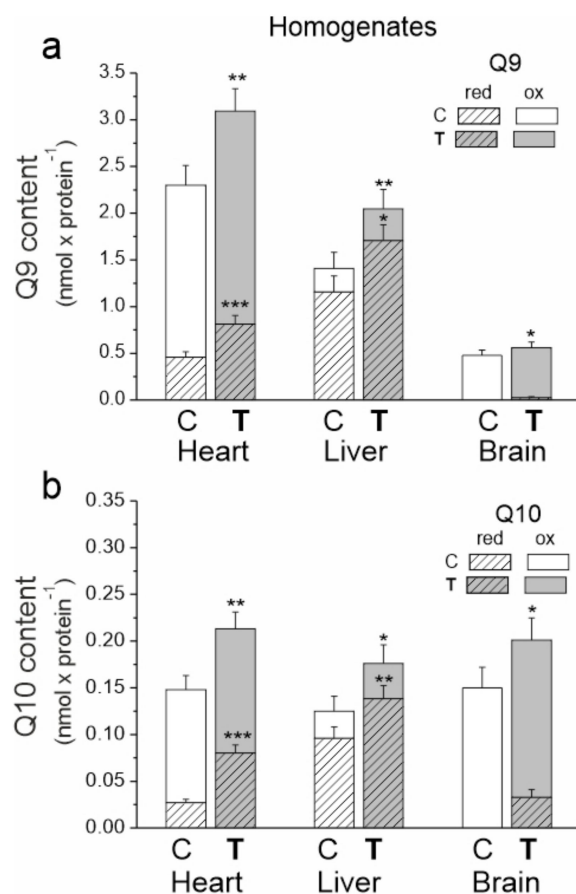 Homogenates
a
Q9
red ox
C
T
Q9 content
(nmol x protein⁻¹)
3.5
3.0
2.5
2.0
1.5
1.0
0.5
0.0
**
***
**
*
*
C T C T C T
Heart Liver Brain
b
Q10
red ox
C
T
Q10 content
(nmol x protein⁻¹)
0.35
0.30
0.25
0.20
0.15
0.10
0.05
0.00
**
***
*
**
*
C T C T C T
Heart Liver Brain